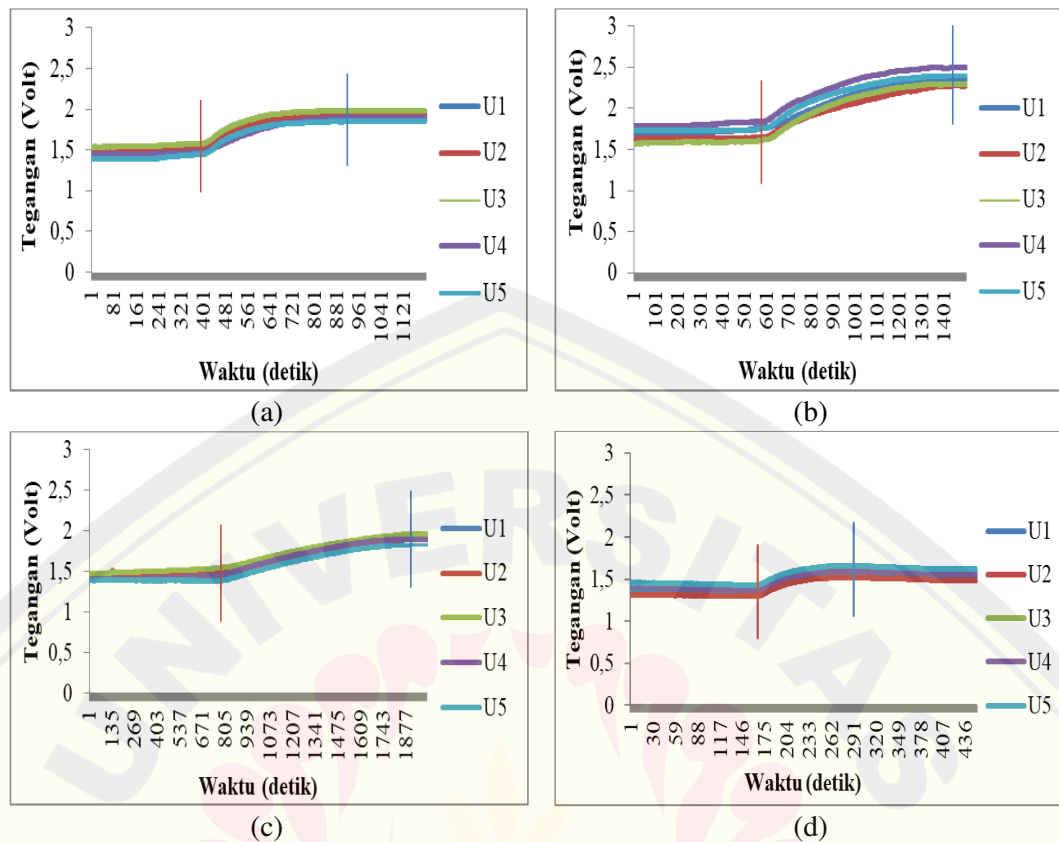 3
2,5
2
1,5
1
0,5
0
Tegangan (Volt)
1 81 161 241 321 401 481 561 641 721 801 881 961 1041 1121
Waktu (detik)
U1
U2
U3
U4
U5
(a)
3
2,5
2
1,5
1
0,5
0
Tegangan (Volt)
1 101 201 301 401 501 601 701 801 901 1001 1101 1201 1301 1401
Waktu (detik)
U1
U2
U3
U4
U5
(b)
3
2,5
2
1,5
1
0,5
0
Tegangan (Volt)
1 135 269 403 537 671 805 939 1073 1207 1341 1475 1609 1743 1877
Waktu (detik)
U1
U2
U3
U4
U5
(c)
3
2,5
2
1,5
1
0,5
0
Tegangan (Volt)
1 30 59 88 117 146 175 204 233 262 291 320 349 378 407 436
Waktu (detik)
U1
U2
U3
U4
U5
(d)
UNIVERSITAS